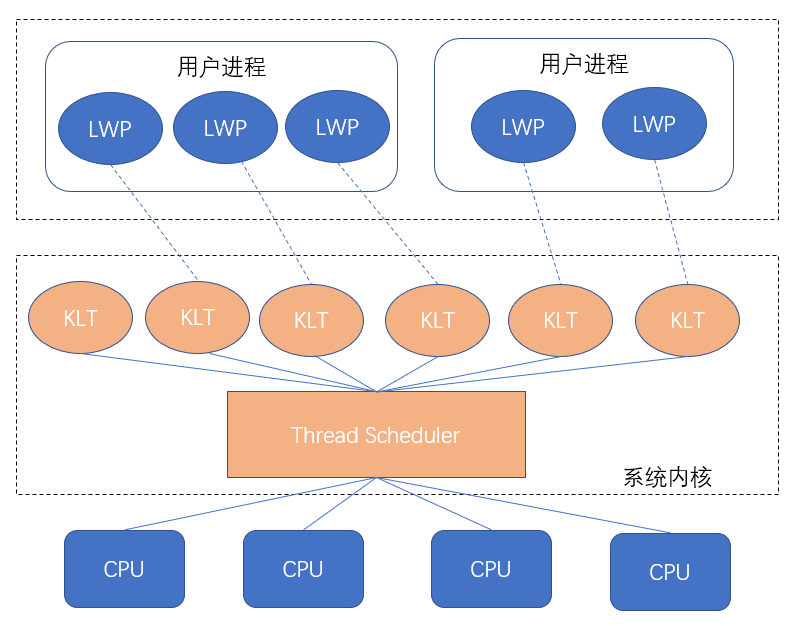 用户进程
用户进程
LWP
LWP
LWP
LWP
LWP
KLT
KLT
KLT
KLT
KLT
KLT
Thread Scheduler
系统内核
CPU
CPU
CPU
CPU